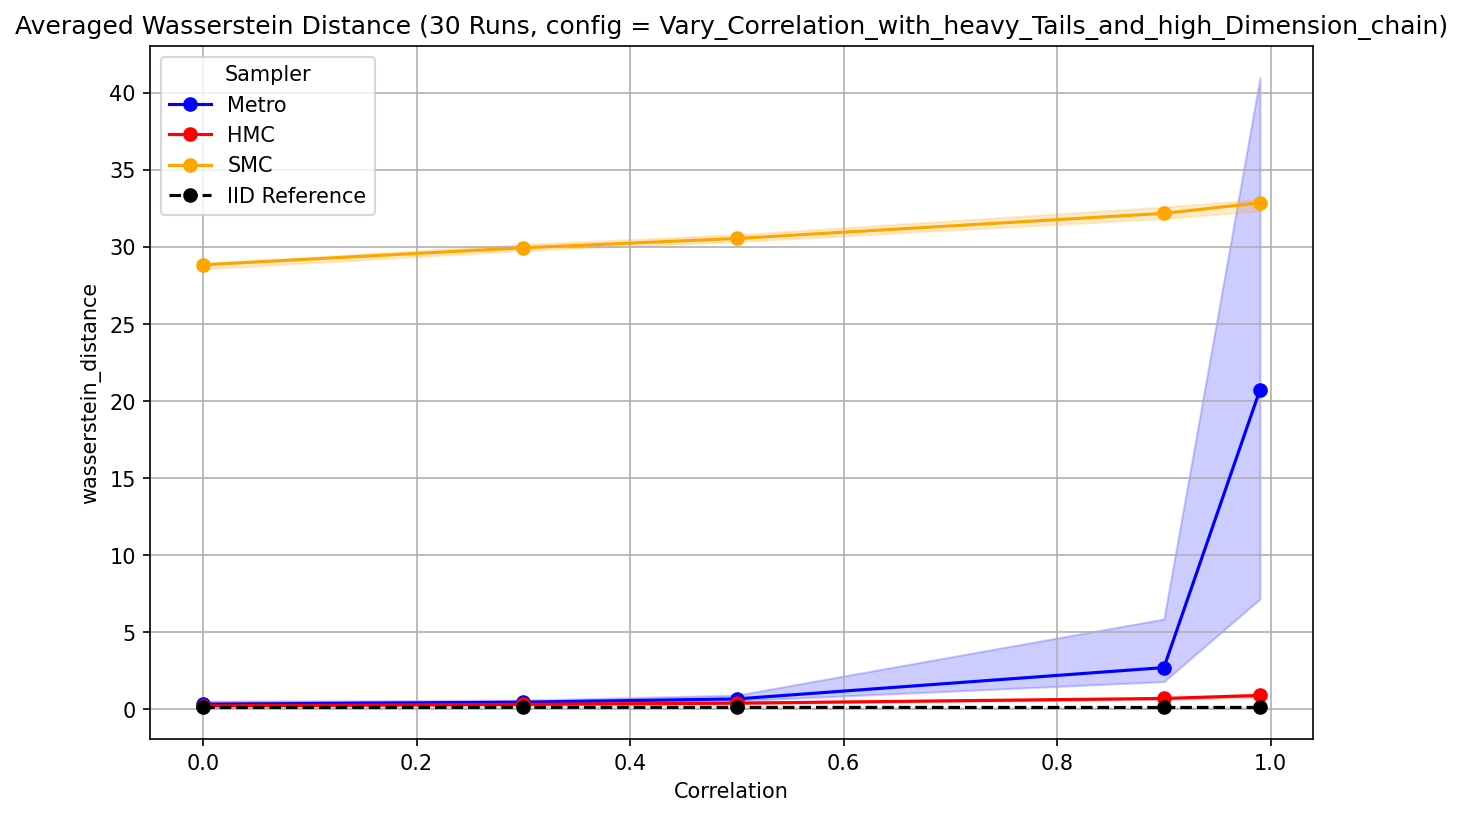 Averaged Wasserstein Distance (30 Runs, config = Vary_Correlation_with_heavy_Tails_and_high_Dimension_chain)
Sampler
Metro
HMC
SMC
IID Reference
wasserstein_distance
40
35
30
25
20
15
10
5
0
0.0 0.2 0.4 0.6 0.8 1.0
Correlation